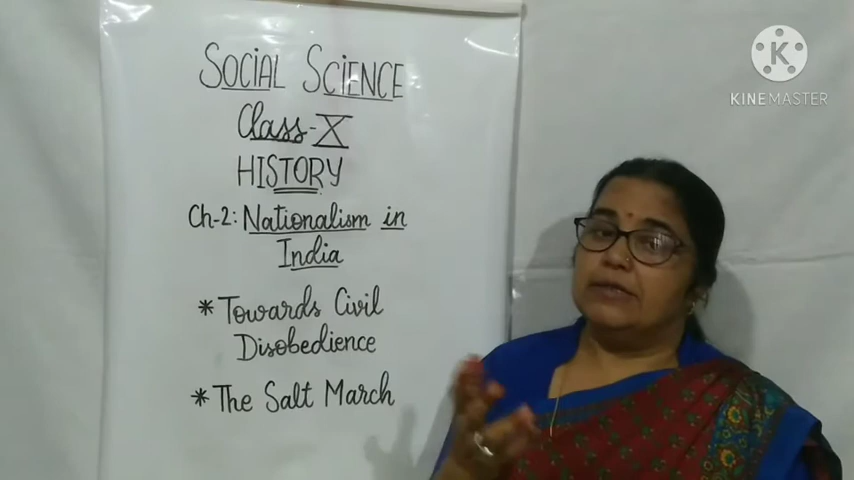 SOCIAL SCIENCE
Class-X
HISTORY
Ch-2: Nationalism in
India
* Towards Civil
Disobedience
* The Salt March
K
KINEMASTER